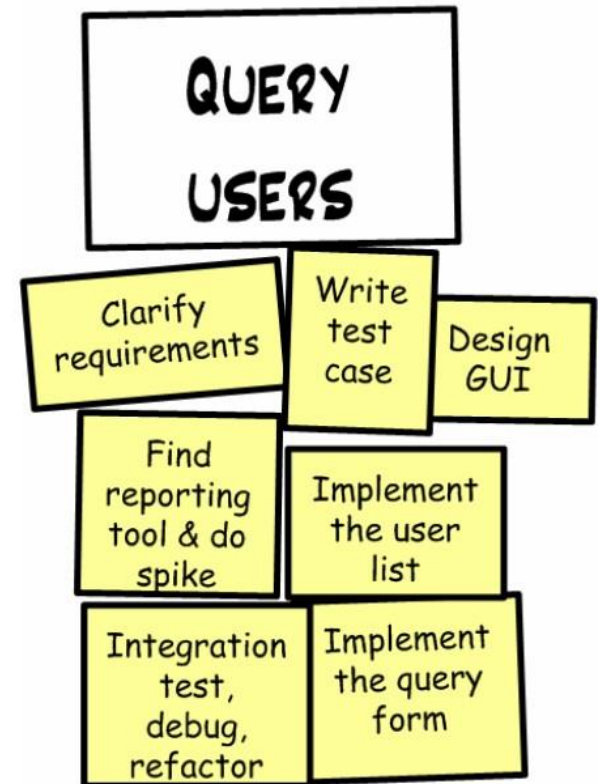 QUERY
USERS
Clarify
requirements
Write
test
case
Design
GUI
Find
reporting
tool & do
spike
Implement
the user
list
Integration
test,
debug,
refactor
Implement
the query
form